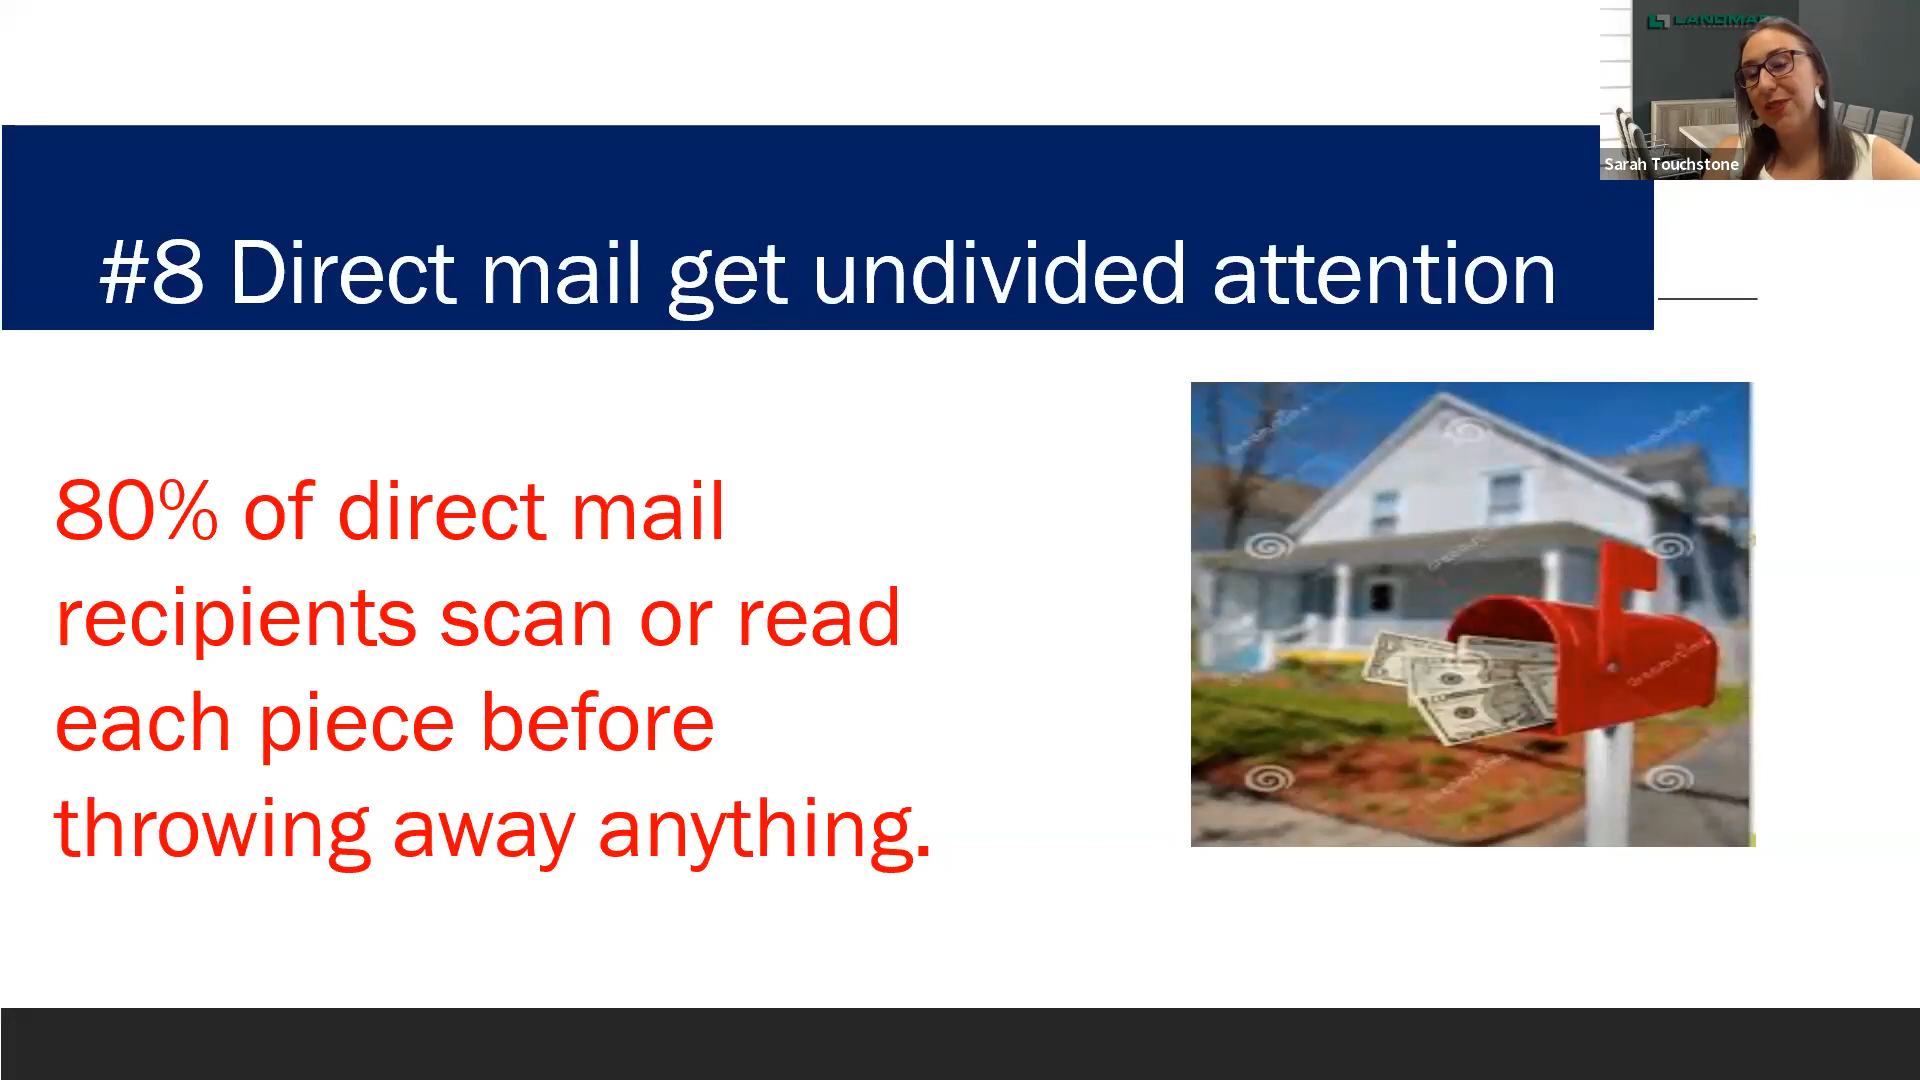 #8 Direct mail get undivided attention
Sarah Touchstone
80% of direct mail
recipients scan or read
each piece before
throwing away anything.